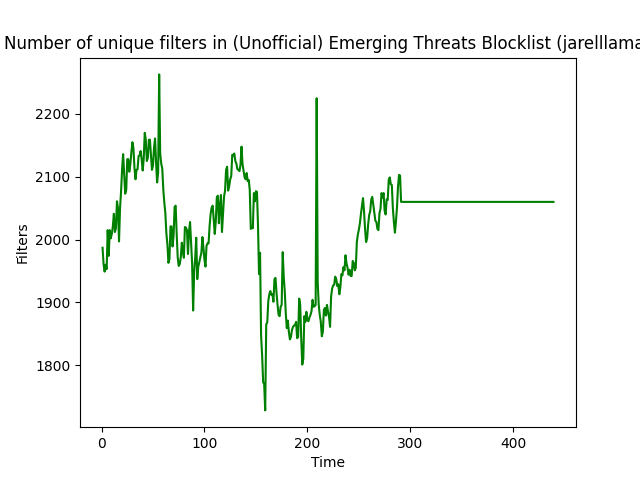 Number of unique filters in (Unofficial) Emerging Threats Blocklist (jarelllama
2200
2100
2000
1900
1800
Filters
0 100 200 300 400
Time